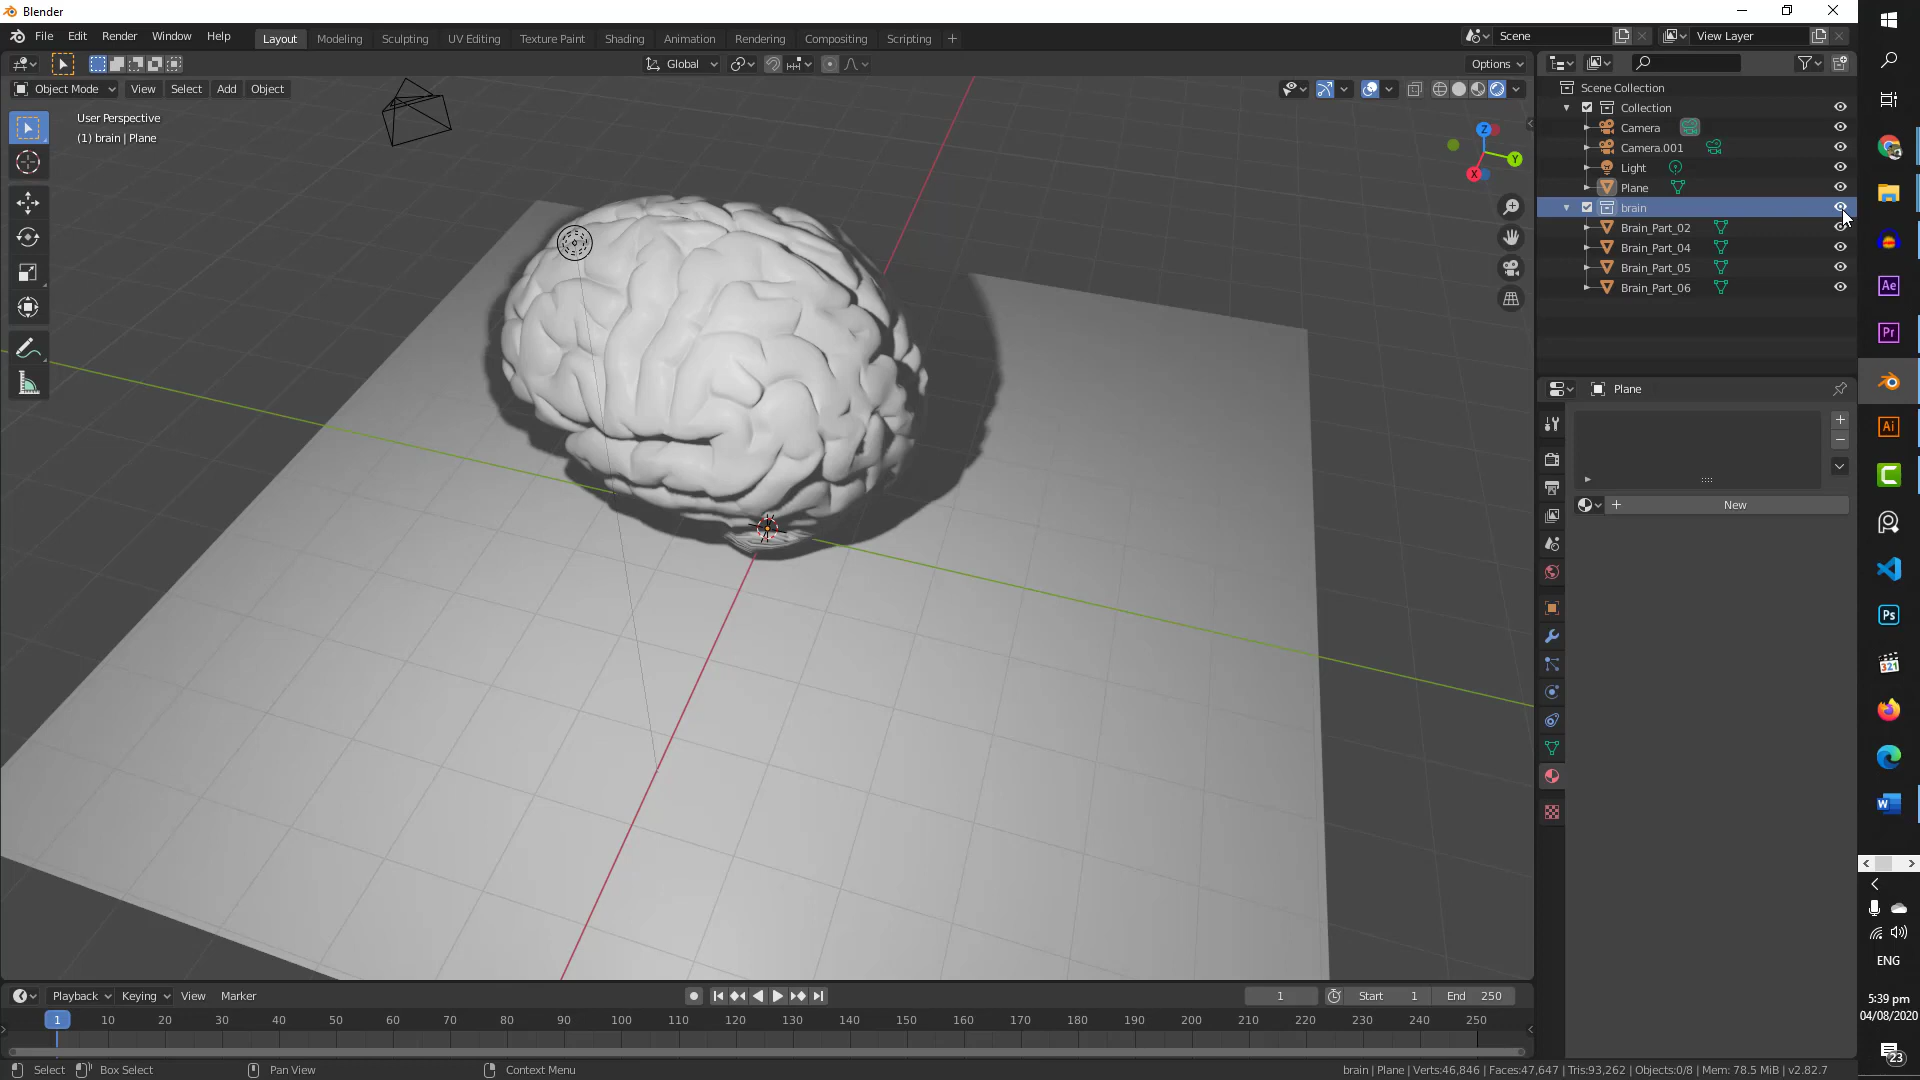 Blender
File Edit Render Window Help
Layout Modeling Sculpting UV Editing Texture Paint Shading Animation Rendering Compositing Scripting +
Scene
View Layer
Global
Options
Object Mode View Select Add Object
User Perspective
(1) brain | Plane
Z
Y
X
Scene Collection
Collection
Camera
Camera.001
Light
Plane
brain
Brain_Part_02
Brain_Part_04
Brain_Part_05
Brain_Part_06
Plane
+ New
Playback Keying View Marker
1
Start 1
End 250
1 10 20 30 40 50 60 70 80 90 100 110 120 130 140 150 160 170 180 190 200 210 220 230 240 250
Select Box Select Pan View Context Menu
brain | Plane | Verts:46,846 | Faces:47,647 | Tris:93,262 | Objects:0/8 | Mem: 78.5 MiB | v2.82.7
Ae
Pr
Ai
Ps
321
W
ENG
5:39 pm
04/08/2020
23